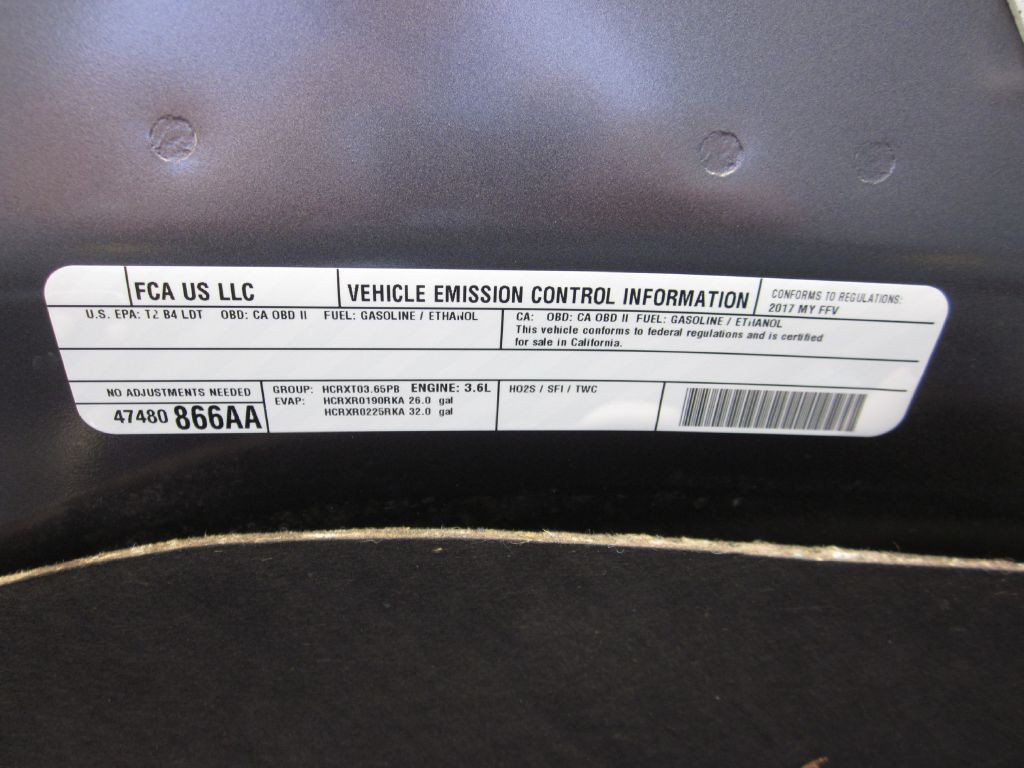 FCA US LLC
VEHICLE EMISSION CONTROL INFORMATION
CONFORMS TO REGULATIONS:
2017 MY FFV
U.S. EPA: T2 B4 LDT OBD: CA OBD II FUEL: GASOLINE / ETHANOL
CA: OBD: CA OBD II FUEL: GASOLINE / ETHANOL
This vehicle conforms to federal regulations and is certified
for sale in California.
NO ADJUSTMENTS NEEDED
47480 866AA
GROUP: HCRXT03.65PB ENGINE: 3.6L
EVAP: HCRXR0190RKA 26.0 gal
HCRXR0225RKA 32.0 gal
HO2S / SFI / TWC